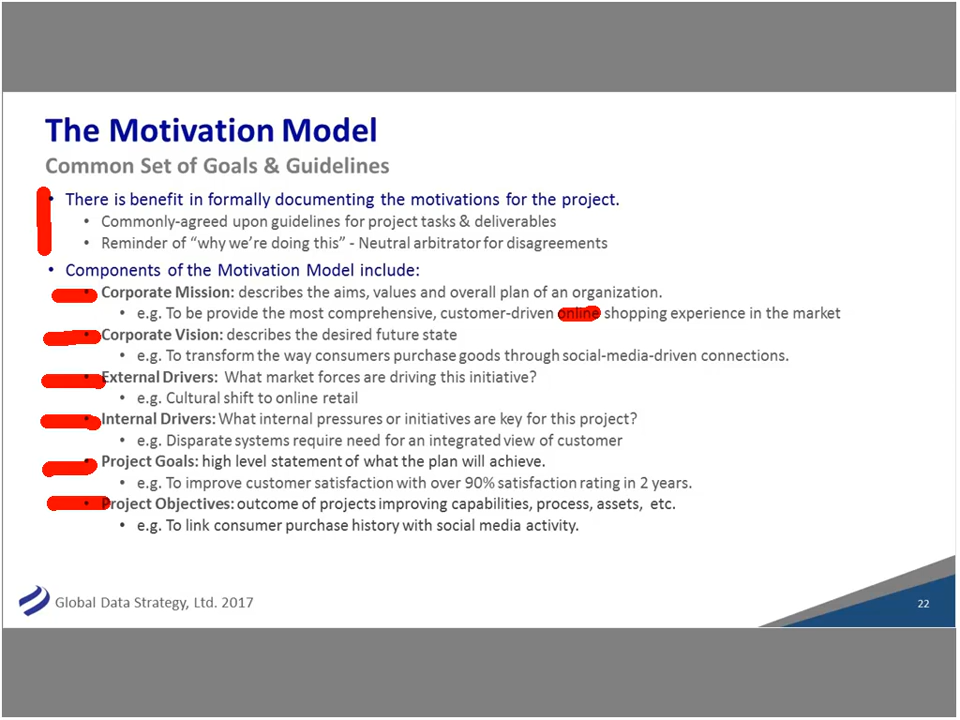 The Motivation Model
Common Set of Goals & Guidelines
• There is benefit in formally documenting the motivations for the project.
• Commonly-agreed upon guidelines for project tasks & deliverables
• Reminder of “why we’re doing this” - Neutral arbitrator for disagreements
• Components of the Motivation Model include:
• Corporate Mission: describes the aims, values and overall plan of an organization.
• e.g. To be provide the most comprehensive, customer-driven online shopping experience in the market
• Corporate Vision: describes the desired future state
• e.g. To transform the way consumers purchase goods through social-media-driven connections.
• External Drivers: What market forces are driving this initiative?
• e.g. Cultural shift to online retail
• Internal Drivers: What internal pressures or initiatives are key for this project?
• e.g. Disparate systems require need for an integrated view of customer
• Project Goals: high level statement of what the plan will achieve.
• e.g. To improve customer satisfaction with over 90% satisfaction rating in 2 years.
• Project Objectives: outcome of projects improving capabilities, process, assets, etc.
• e.g. To link consumer purchase history with social media activity.
Global Data Strategy, Ltd. 2017
22